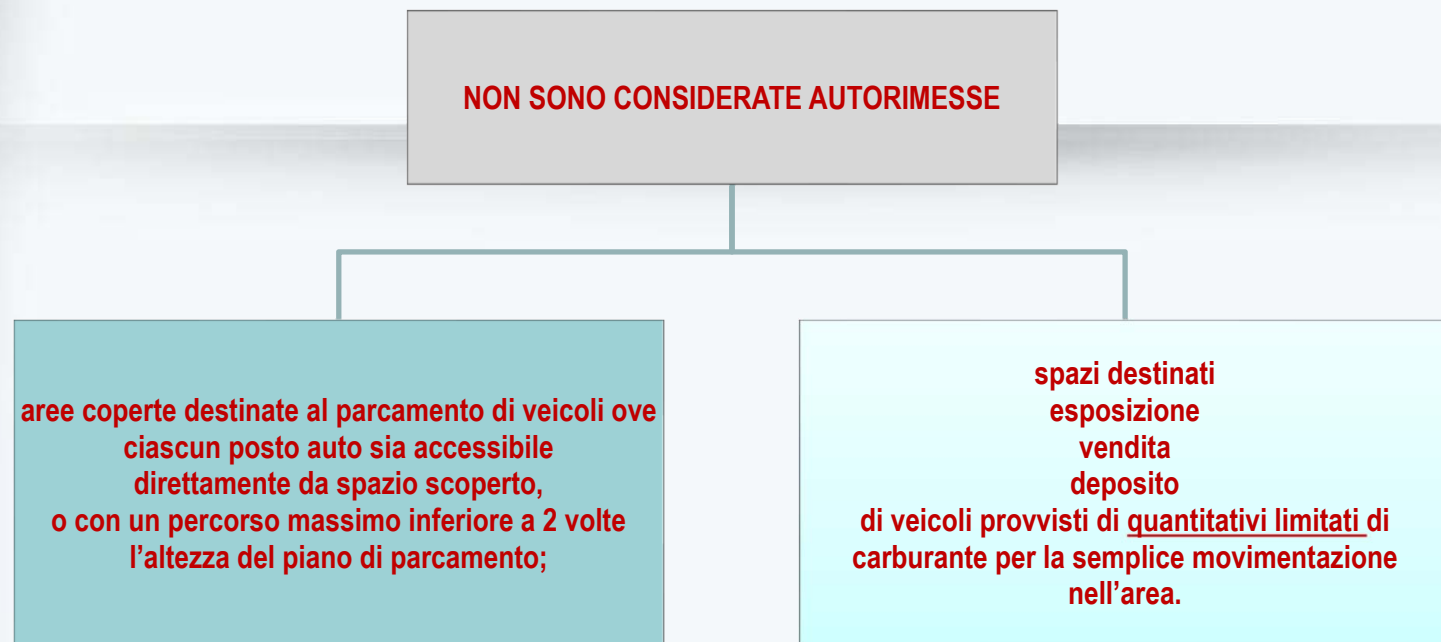 NON SONO CONSIDERATE AUTORIMESSE
aree coperte destinate al parcamento di veicoli ove
ciascun posto auto sia accessibile
direttamente da spazio scoperto,
o con un percorso massimo inferiore a 2 volte
l’altezza del piano di parcamento;
spazi destinati
esposizione
vendita
deposito
di veicoli provvisti di quantitativi limitati di
carburante per la semplice movimentazione
nell’area.